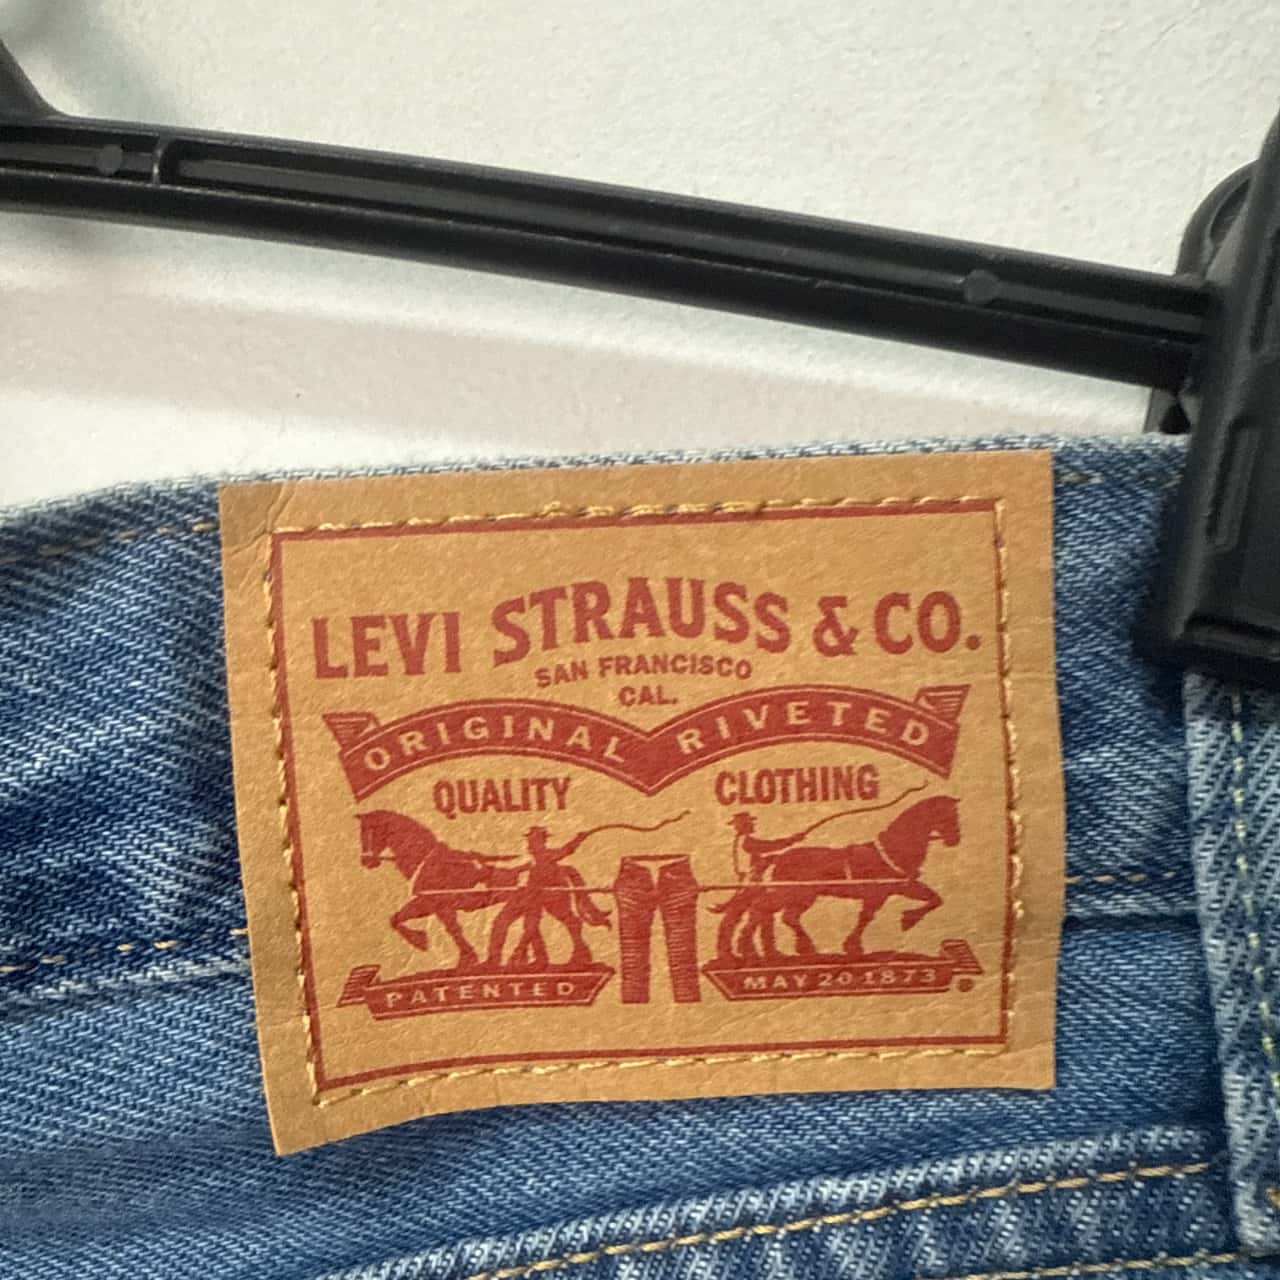 LEVI STRAUSS & CO.
SAN FRANCISCO
CAL.
ORIGINAL RIVETED
QUALITY CLOTHING
PATENTED MAY 20 1873